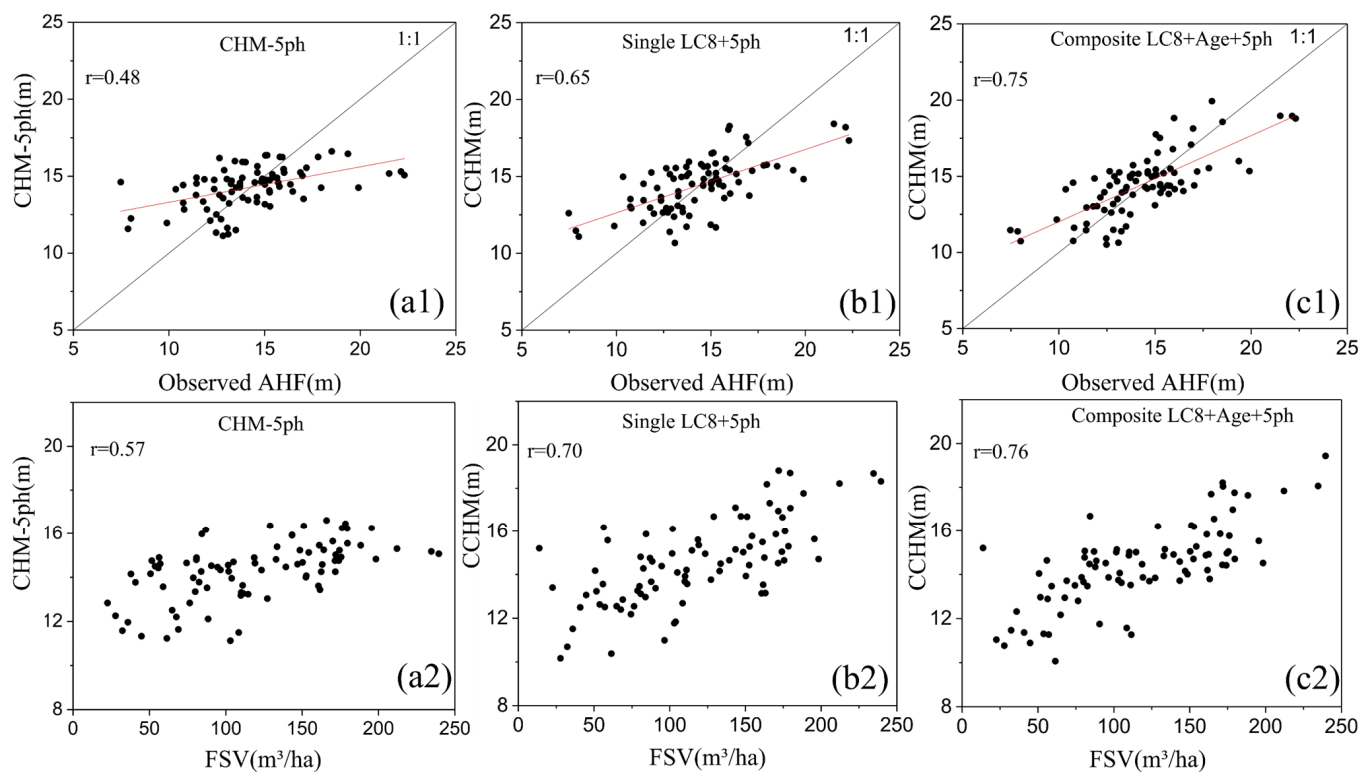 25
20
15
10
5
CHM-5ph(m)
CHM-5ph
1:1
r=0.48
(a1)
5 10 15 20 25
Observed AHF(m)
25
20
15
10
5
CCHM(m)
Single LC8+5ph
1:1
r=0.65
(b1)
5 10 15 20 25
Observed AHF(m)
25
20
15
10
5
CCHM(m)
Composite LC8+Age+5ph
1:1
r=0.75
(c1)
5 10 15 20 25
Observed AHF(m)
20
16
12
8
CHM-5ph(m)
CHM-5ph
r=0.57
(a2)
0 50 100 150 200 250
FSV(m³/ha)
20
16
12
8
CCHM(m)
Single LC8+5ph
r=0.70
(b2)
0 50 100 150 200 250
FSV(m³/ha)
20
16
12
8
CCHM(m)
Composite LC8+Age+5ph
r=0.76
(c2)
0 50 100 150 200 250
FSV(m³/ha)